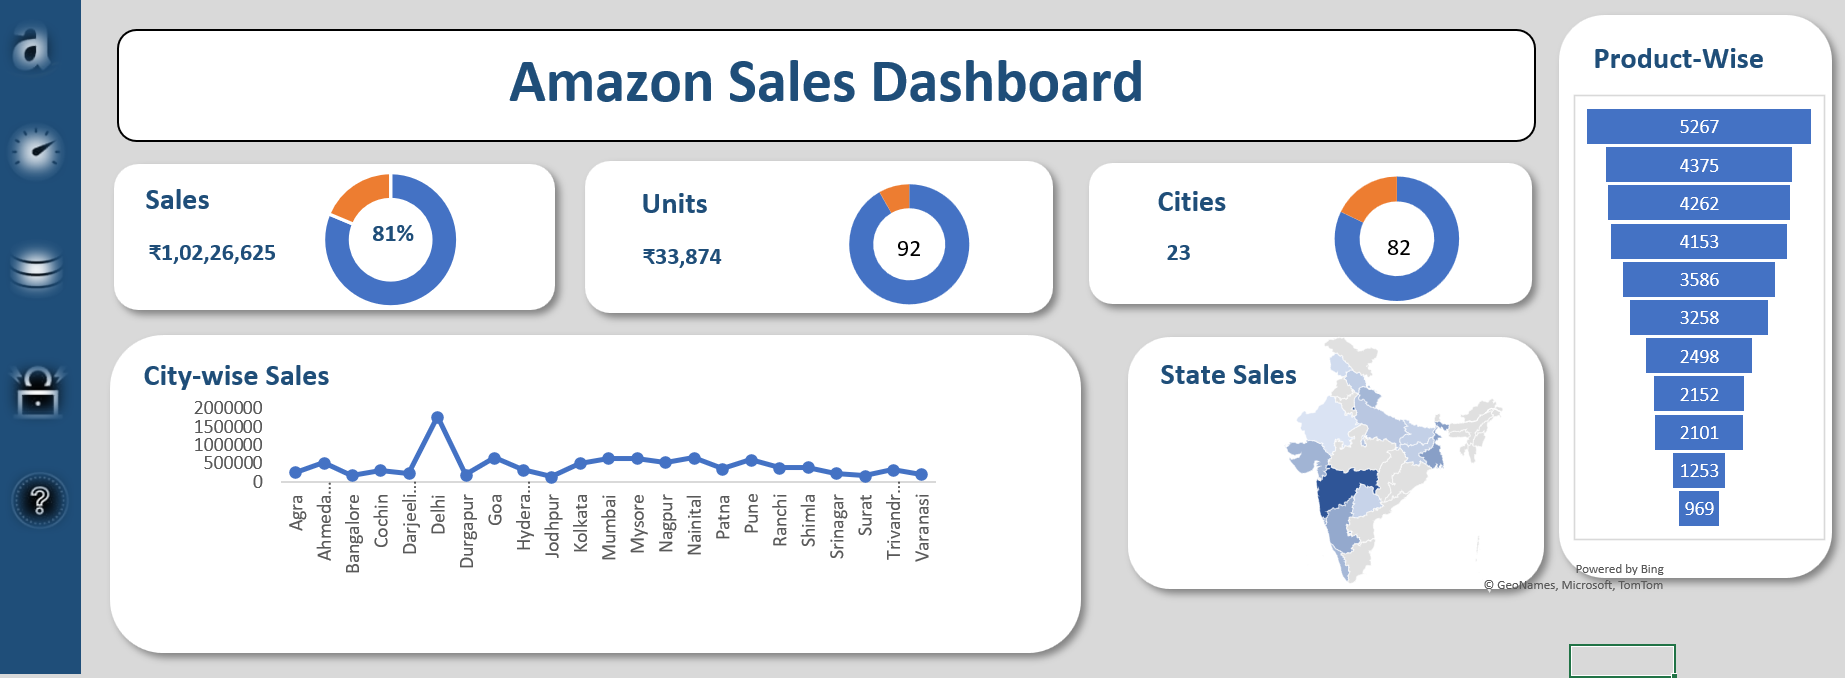 a
Amazon Sales Dashboard
Sales
₹1,02,26,625
81%
Units
₹33,874
92
Cities
23
82
Product-Wise
5267
4375
4262
4153
3586
3258
2498
2152
2101
1253
969
City-wise Sales
2000000
1500000
1000000
500000
0
Agra
Ahmeda...
Bangalore
Cochin
Darjeeli...
Delhi
Durgapur
Goa
Hydera...
Jodhpur
Kolkata
Mumbai
Mysore
Nagpur
Nainital
Patna
Pune
Ranchi
Shimla
Srinagar
Surat
Trivandr...
Varanasi
State Sales
Powered by Bing
© GeoNames, Microsoft, TomTom
?